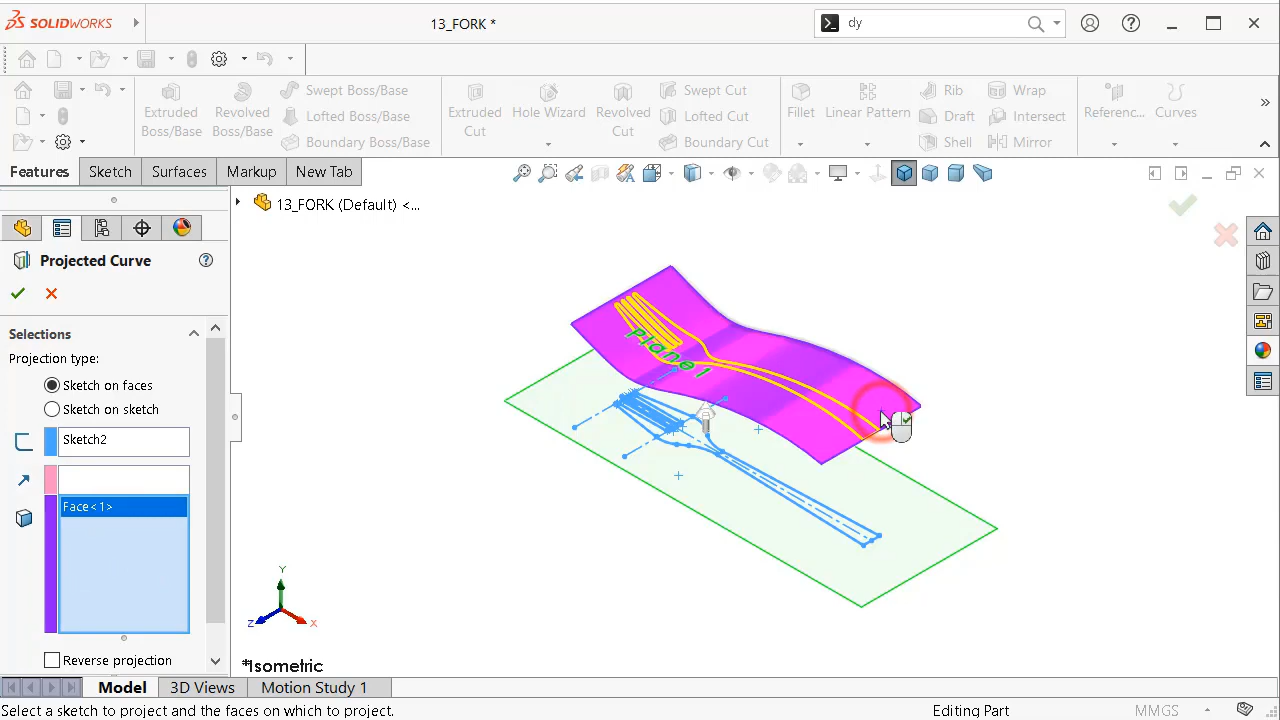 SOLIDWORKS
13_FORK *
dy
Extruded Boss/Base
Revolved Boss/Base
Swept Boss/Base
Lofted Boss/Base
Boundary Boss/Base
Extruded Cut
Hole Wizard
Revolved Cut
Swept Cut
Lofted Cut
Boundary Cut
Fillet
Linear Pattern
Rib
Draft
Shell
Wrap
Intersect
Mirror
Referenc...
Curves
Features
Sketch
Surfaces
Markup
New Tab
13_FORK (Default) <...
Projected Curve
Selections
Projection type:
Sketch on faces
Sketch on sketch
Sketch2
Face<1>
Reverse projection
Plane1
Y
Z
X
*Isometric
Model
3D Views
Motion Study 1
Select a sketch to project and the faces on which to project.
Editing Part
MMGS